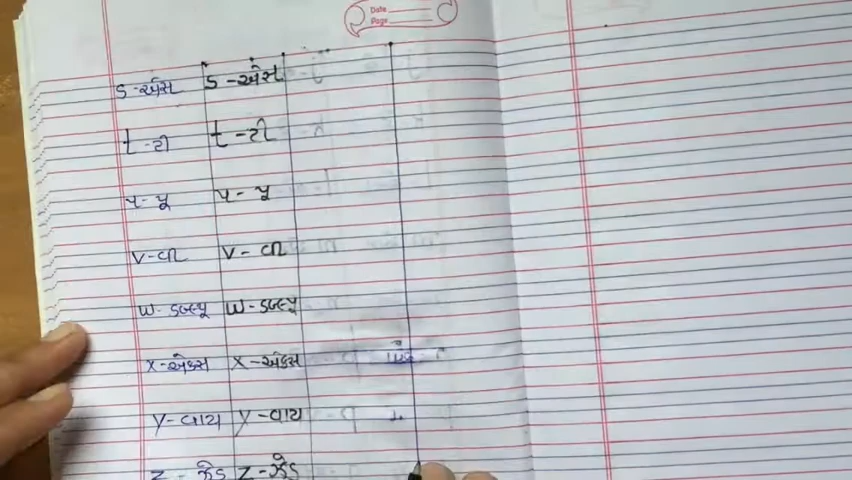 Date
Page
s-એસ s-એસ
t-ટી t-ટી
u-યૂ u-યૂ
v-વી v-વી
w-ડબ્લ્યૂ w-ડબ્લ્યૂ
x-એક્સ x-એક્સ
y-વાય y-વાય
z-ઝેડ z-ઝેડ